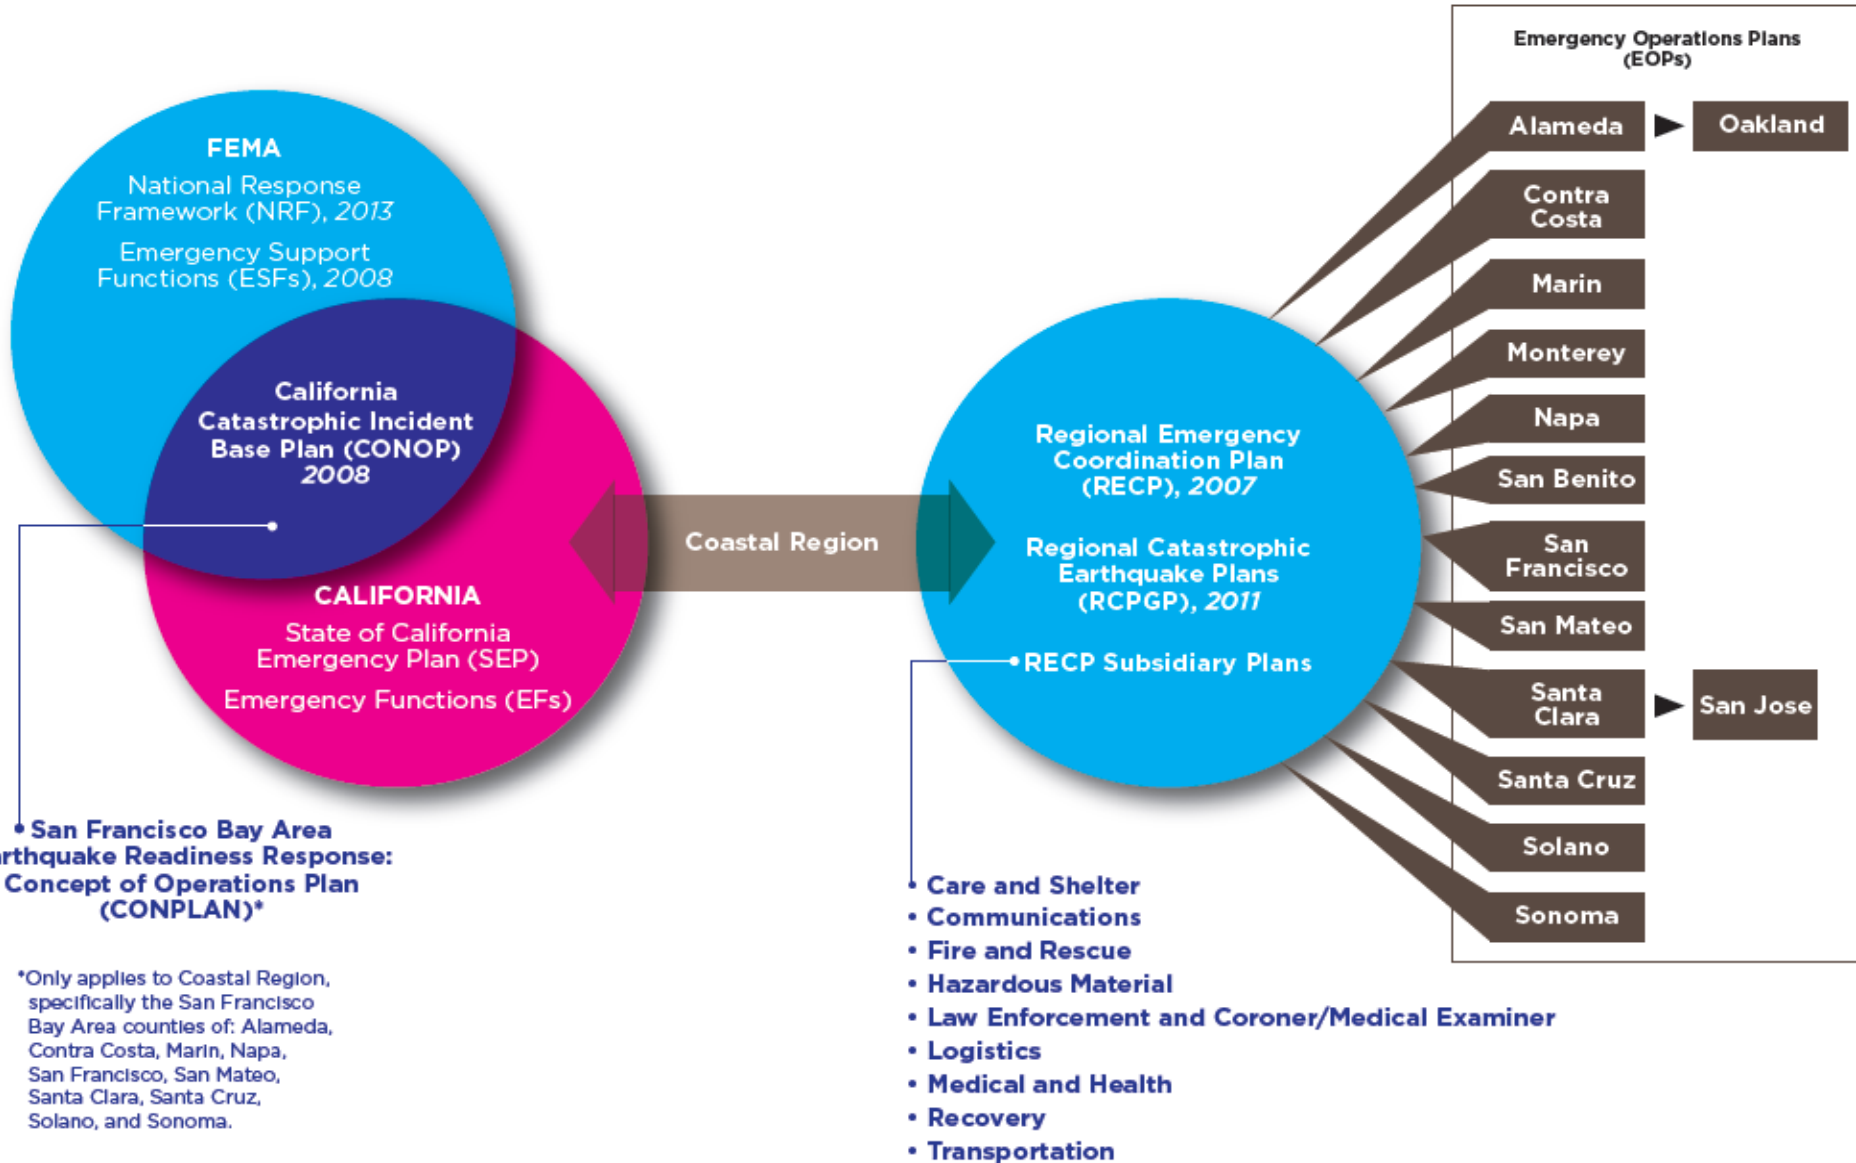 FEMA
National Response
Framework (NRF), 2013
Emergency Support
Functions (ESFs), 2008
California
Catastrophic Incident
Base Plan (CONOP)
2008
CALIFORNIA
State of California
Emergency Plan (SEP)
Emergency Functions (EFs)
• San Francisco Bay Area
arthquake Readiness Response:
Concept of Operations Plan
(CONPLAN)*
*Only applies to Coastal Region,
specifically the San Francisco
Bay Area counties of: Alameda,
Contra Costa, Marin, Napa,
San Francisco, San Mateo,
Santa Clara, Santa Cruz,
Solano, and Sonoma.
Coastal Region
Regional Emergency
Coordination Plan
(RECP), 2007
Regional Catastrophic
Earthquake Plans
(RCPGP), 2011
RECP Subsidiary Plans
• Care and Shelter
• Communications
• Fire and Rescue
• Hazardous Material
• Law Enforcement and Coroner/Medical Examiner
• Logistics
• Medical and Health
• Recovery
• Transportation
Emergency Operations Plans
(EOPs)
Alameda
Oakland
Contra
Costa
Marin
Monterey
Napa
San Benito
San
Francisco
San Mateo
Santa
Clara
San Jose
Santa Cruz
Solano
Sonoma